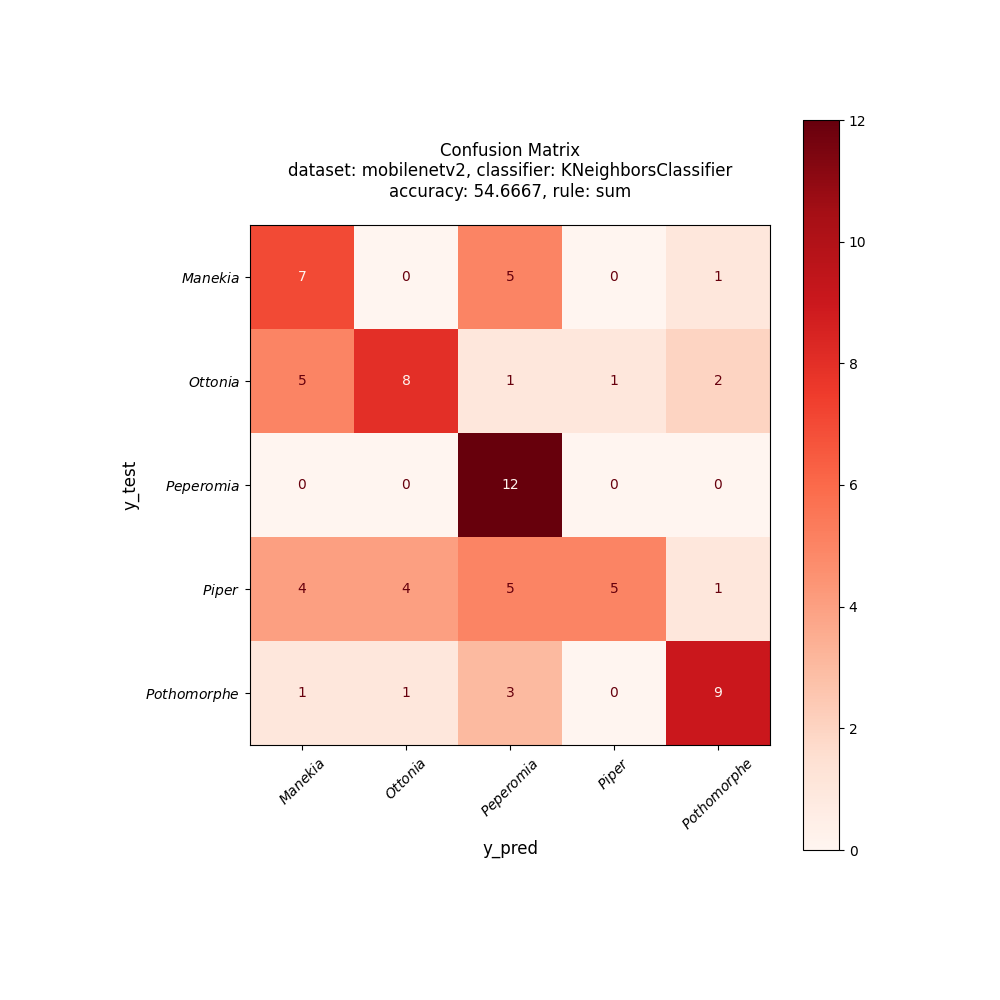 Confusion Matrix
dataset: mobilenetv2, classifier: KNeighborsClassifier
accuracy: 54.6667, rule: sum
Manekia 7 0 5 0 1
Ottonia 5 8 1 1 2
Peperomia 0 0 12 0 0
Piper 4 4 5 5 1
Pothomorphe 1 1 3 0 9
Manekia Ottonia Peperomia Piper Pothomorphe
y_pred
y_test
12
10
8
6
4
2
0